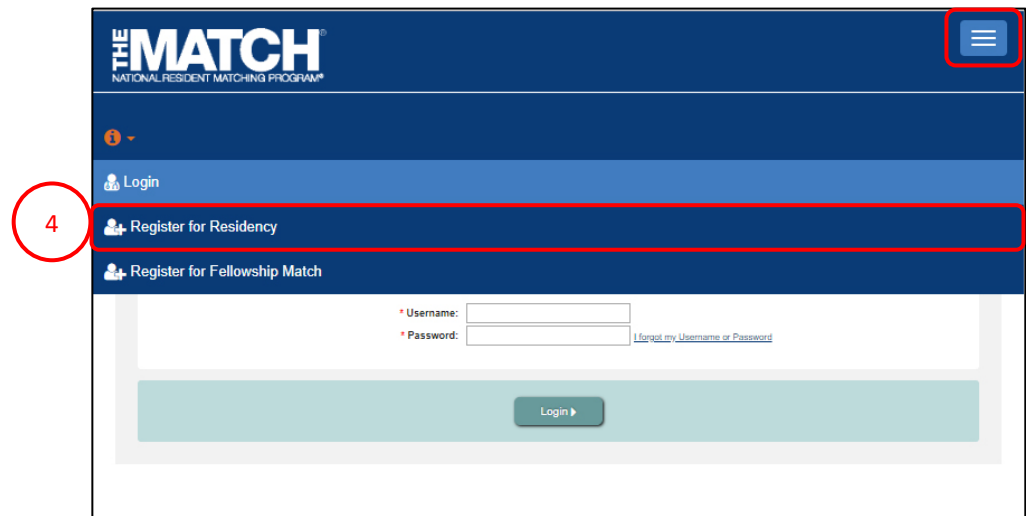 THE MATCH®
NATIONAL RESIDENT MATCHING PROGRAM®
Login
4
Register for Residency
Register for Fellowship Match
* Username:
* Password: I forgot my Username or Password
Login